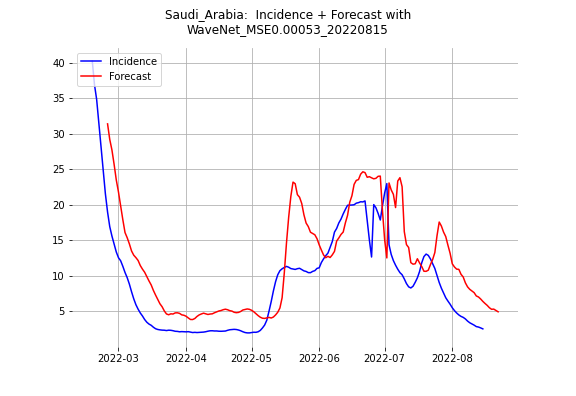 Saudi_Arabia:  Incidence + Forecast with
WaveNet_MSE0.00053_20220815
Incidence
Forecast
40
35
30
25
20
15
10
5
2022-03 2022-04 2022-05 2022-06 2022-07 2022-08